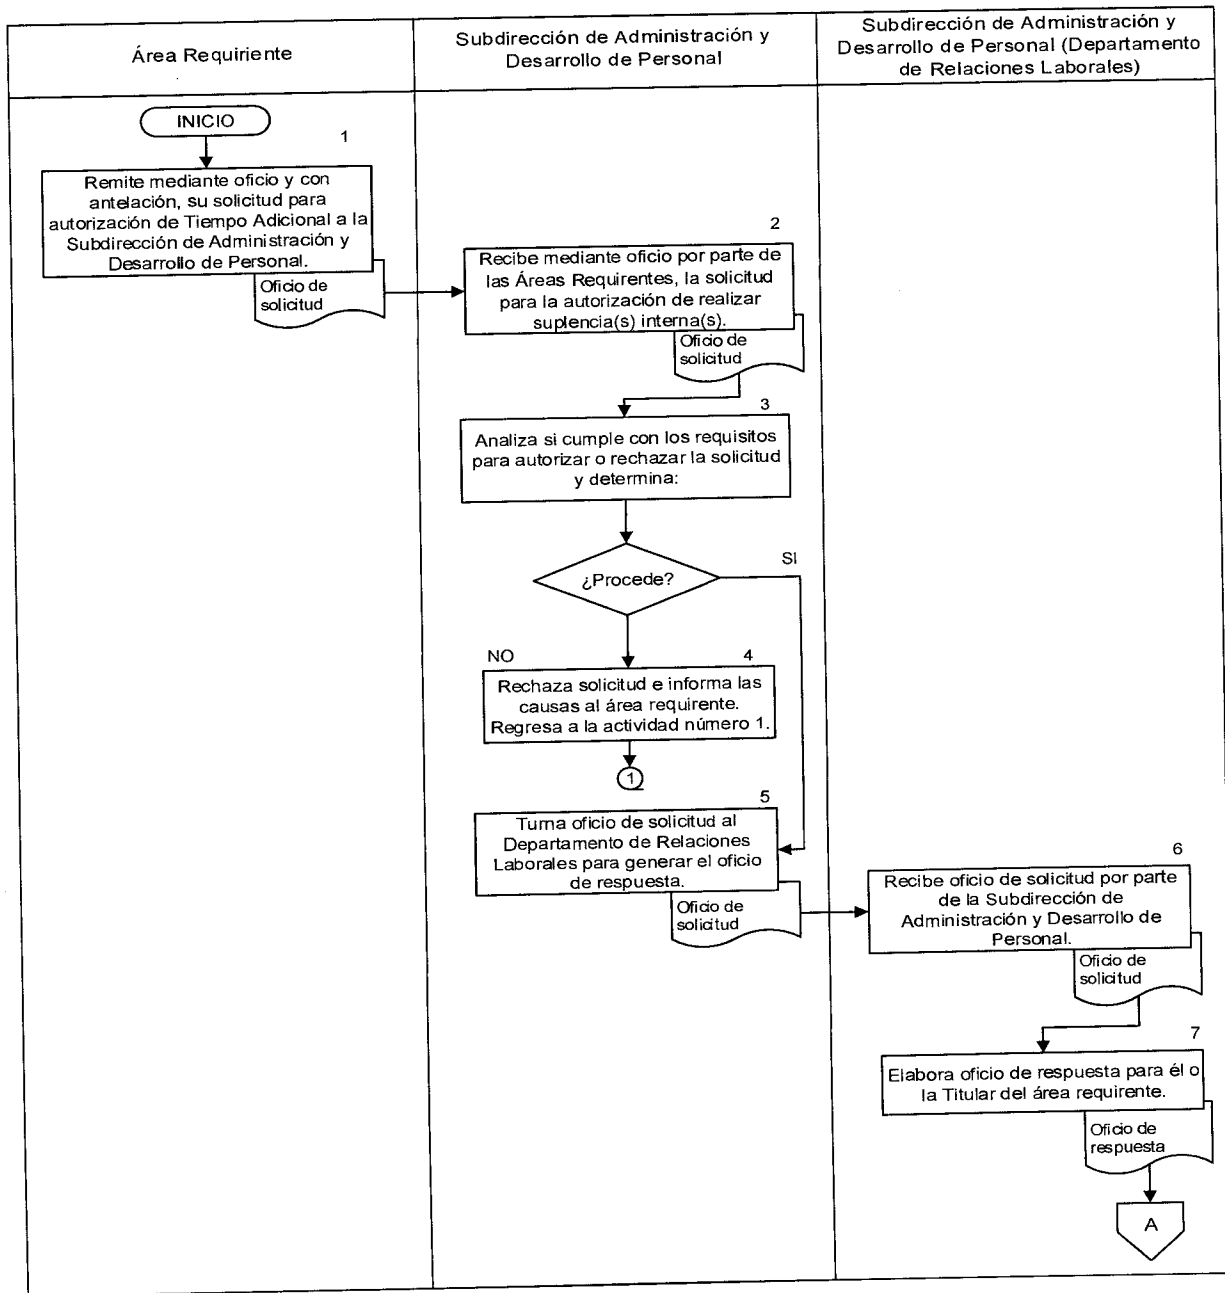 Área Requiriente
Subdirección de Administración y
Desarrollo de Personal
Subdirección de Administración y
Desarrollo de Personal (Departamento
de Relaciones Laborales)
INICIO
1
Remite mediante oficio y con
antelación, su solicitud para
autorización de Tiempo Adicional a la
Subdirección de Administración y
Desarrollo de Personal.
Oficio de
solicitud
2
Recibe mediante oficio por parte de
las Áreas Requirentes, la solicitud
para la autorización de realizar
suplencia(s) interna(s).
Oficio de
solicitud
3
Analiza si cumple con los requisitos
para autorizar o rechazar la solicitud
y determina:
¿Procede?
SI
NO
4
Rechaza solicitud e informa las
causas al área requirente.
Regresa a la actividad número 1.
1
5
Turna oficio de solicitud al
Departamento de Relaciones
Laborales para generar el oficio
de respuesta.
Oficio de
solicitud
6
Recibe oficio de solicitud por parte
de la Subdirección de
Administración y Desarrollo de
Personal.
Oficio de
solicitud
7
Elabora oficio de respuesta para él o
la Titular del área requirente.
Oficio de
respuesta
A